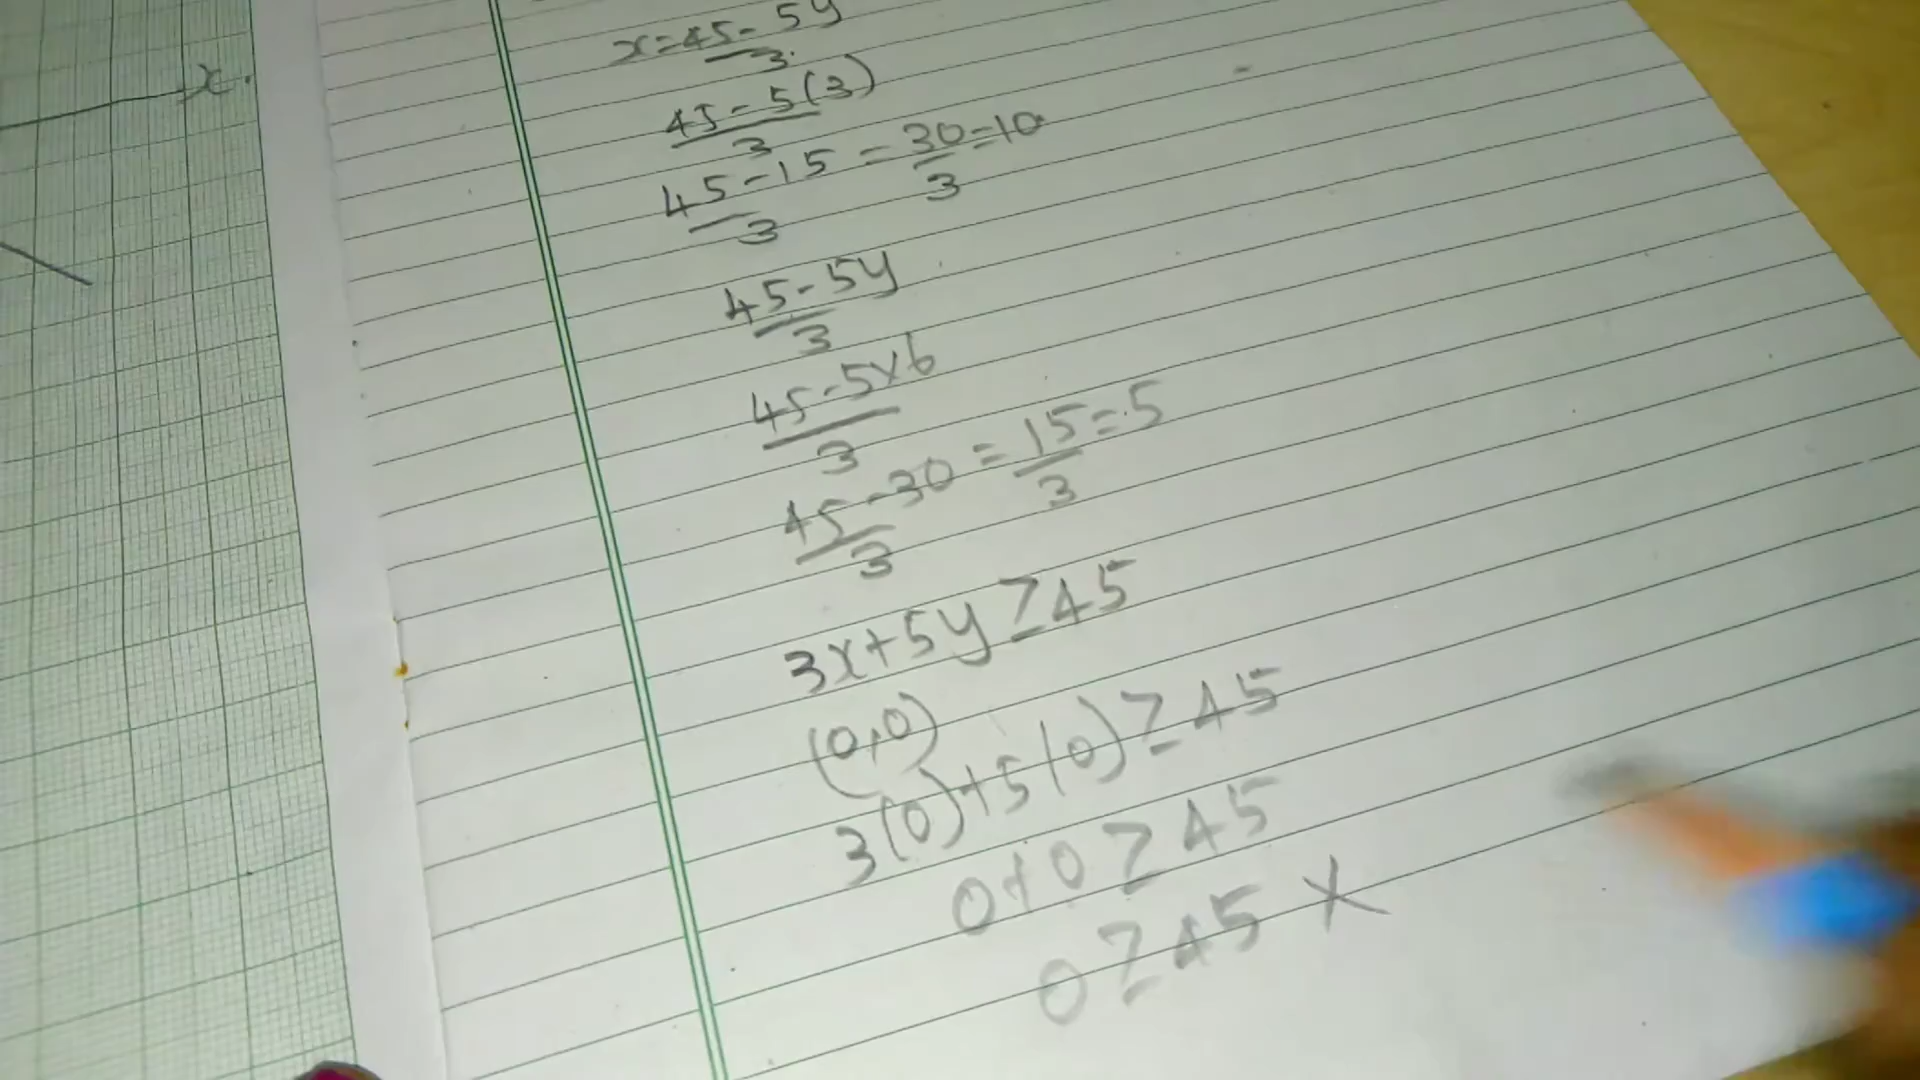 x.
x=45-5y/3.
45-5(3)/3
45-15/3 = 30/3=10
45-5y/3
45-5×6/3
45-30/3 = 15/3=5
3x+5y≥45
(0,0)
3(0)+5(0)≥45
0+0≥45
0≥45 X